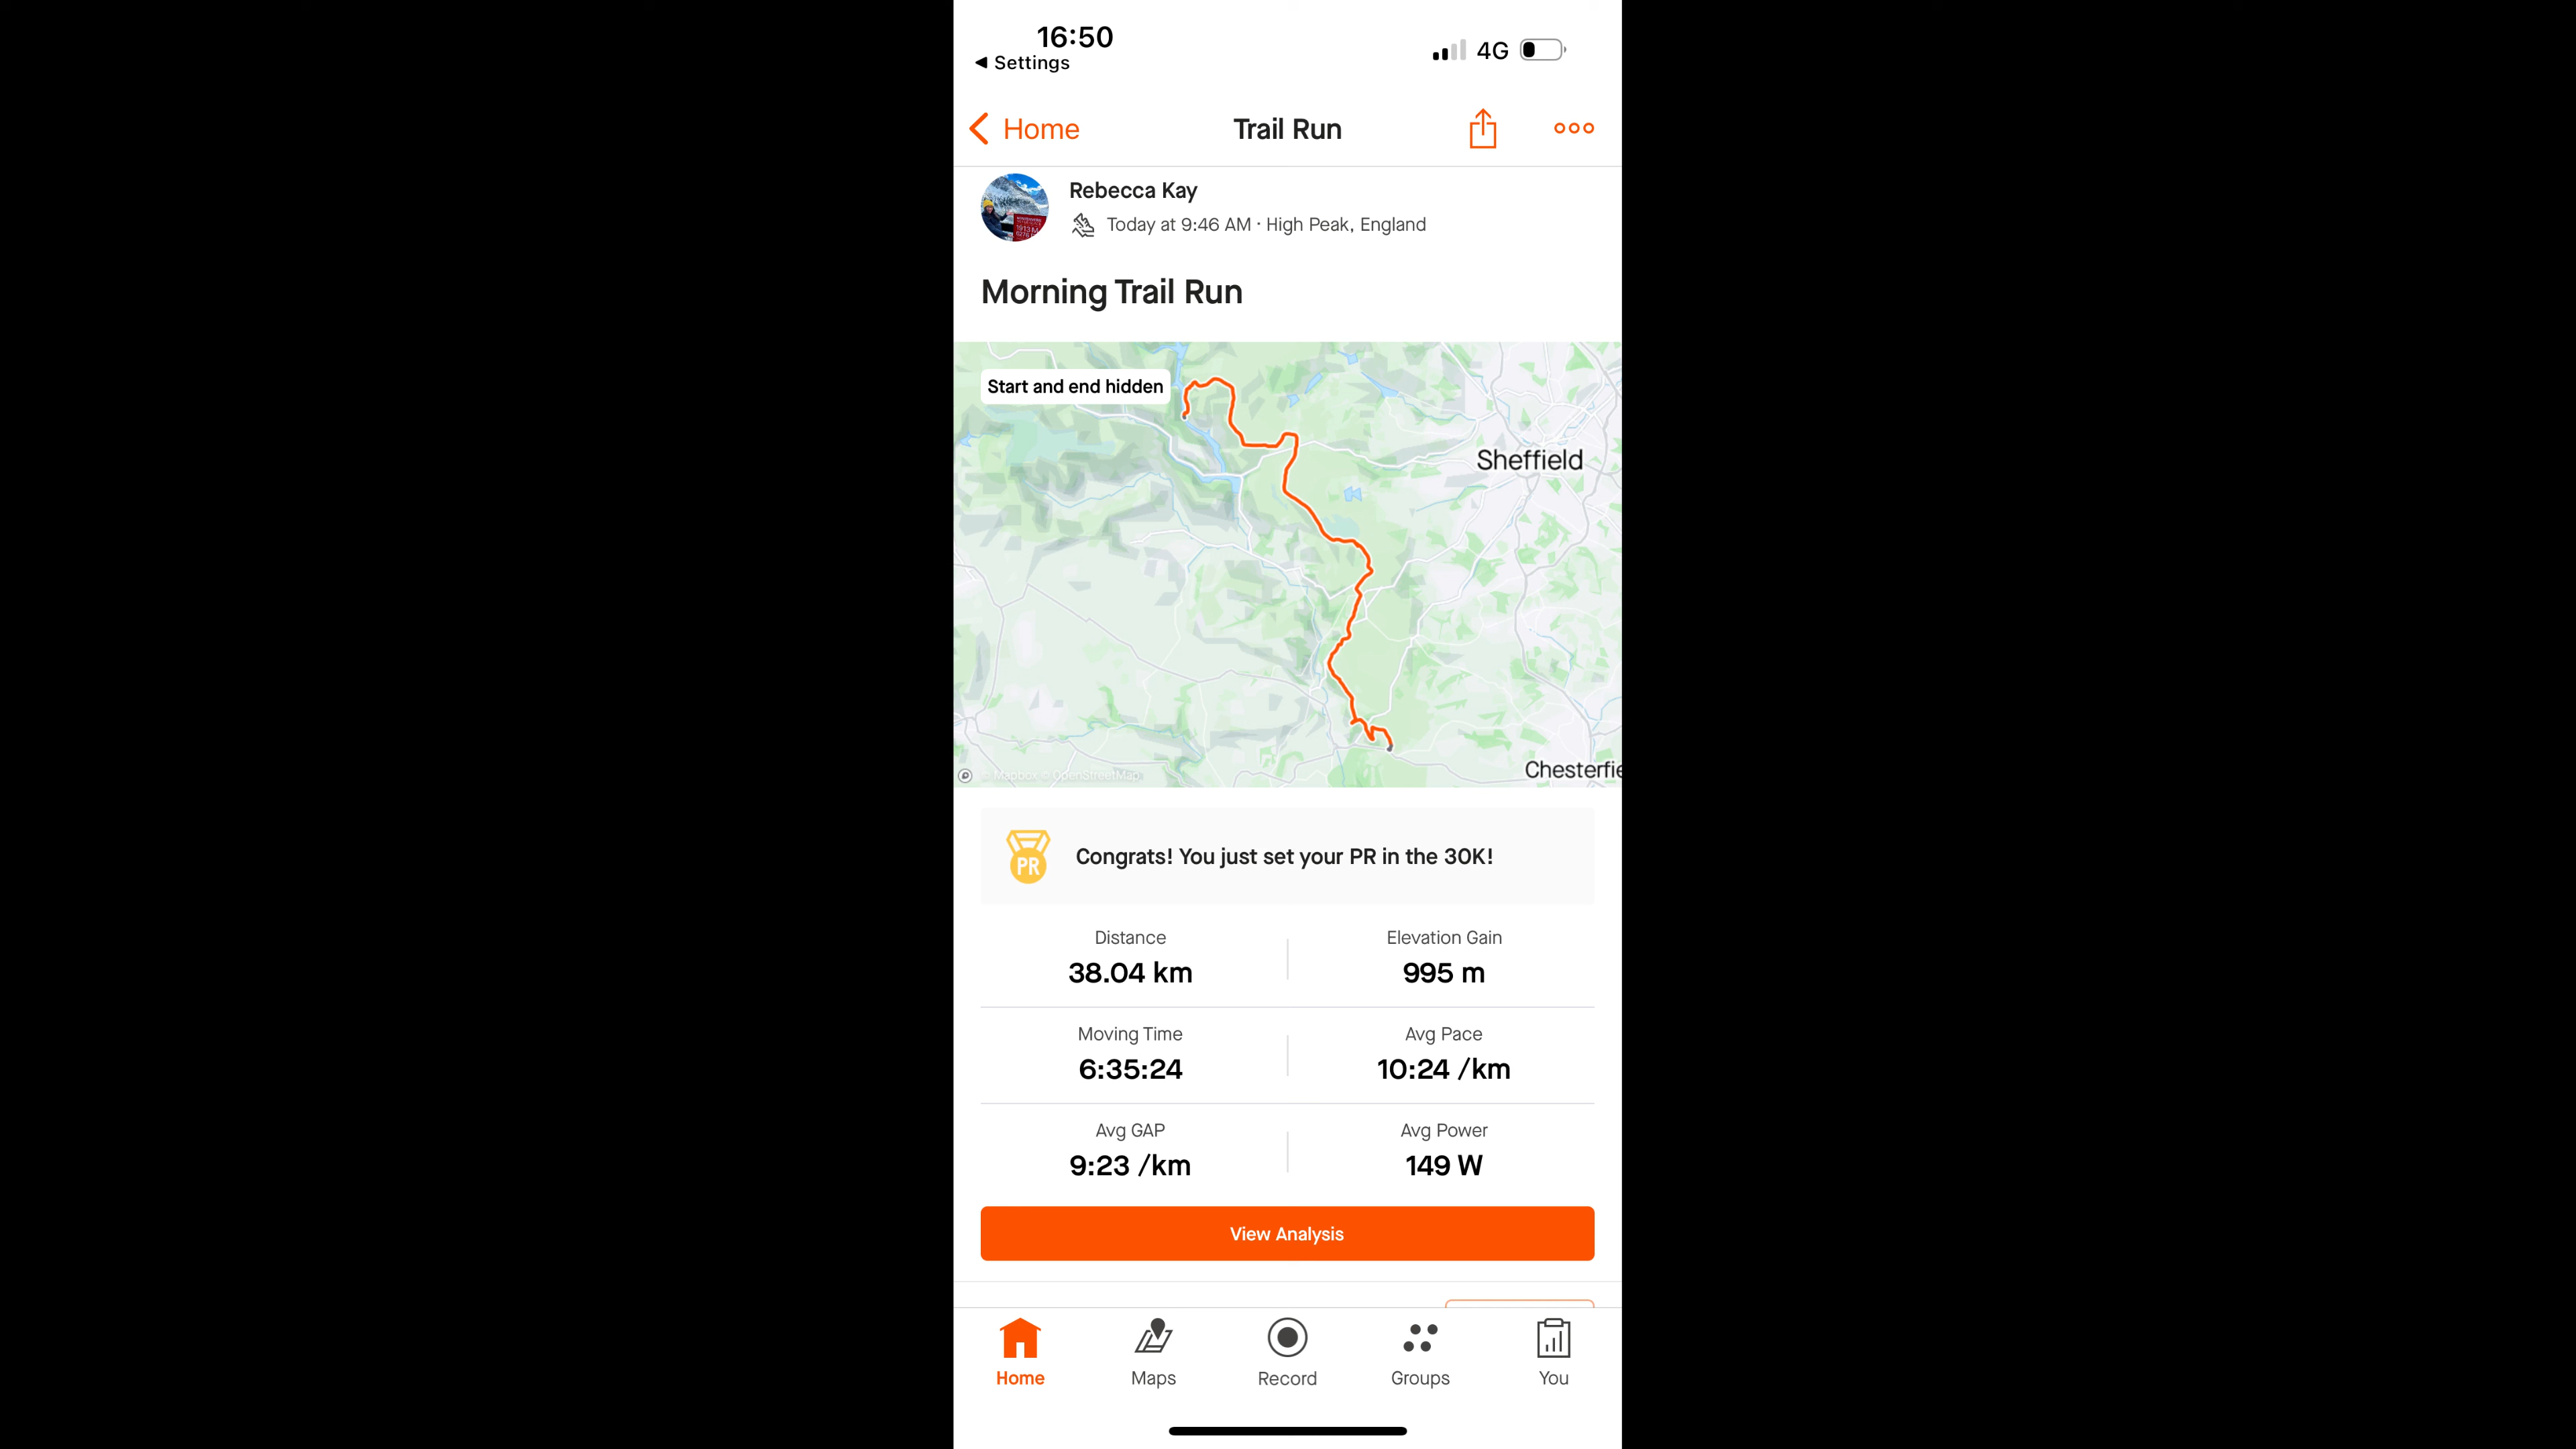 16:50
4G
◀ Settings
Home
Trail Run
Rebecca Kay
Today at 9:46 AM · High Peak, England
Morning Trail Run
Start and end hidden
Sheffield
Chesterfie
© Mapbox © OpenStreetMap
PR
Congrats! You just set your PR in the 30K!
Distance
38.04 km
Elevation Gain
995 m
Moving Time
6:35:24
Avg Pace
10:24 /km
Avg GAP
9:23 /km
Avg Power
149 W
View Analysis
Home
Maps
Record
Groups
You